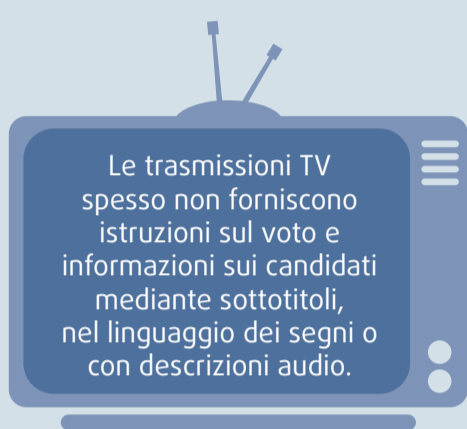 Le trasmissioni TV
spesso non forniscono
istruzioni sul voto e
informazioni sui candidati
mediante sottotitoli,
nel linguaggio dei segni o
con descrizioni audio.